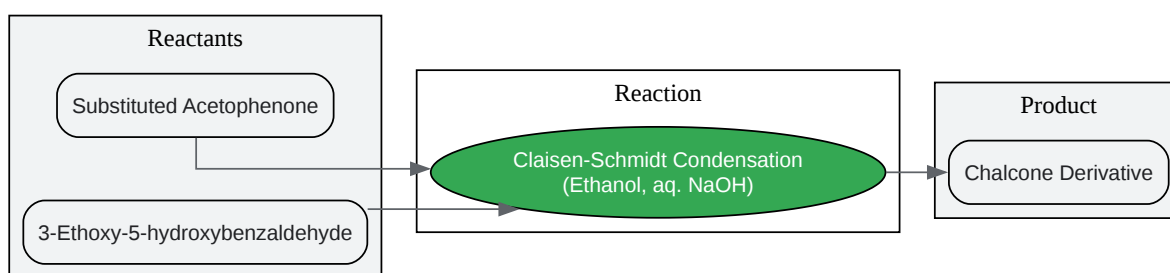 Reactants
Substituted Acetophenone
3-Ethoxy-5-hydroxybenzaldehyde
Reaction
Claisen-Schmidt Condensation
(Ethanol, aq. NaOH)
Product
Chalcone Derivative